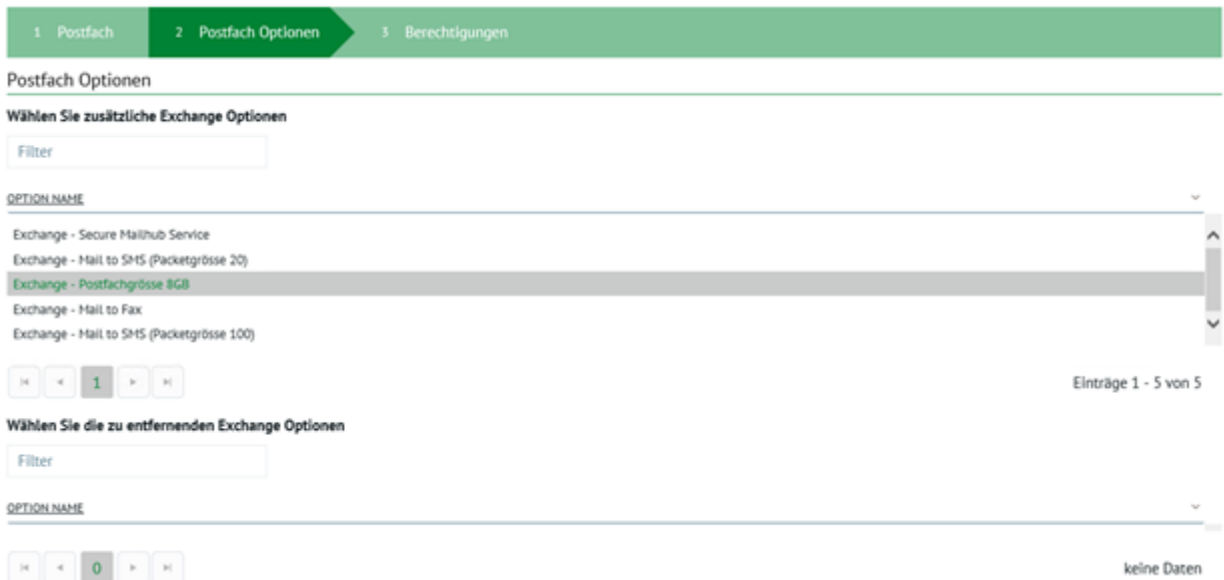 1 Postfach 2 Postfach Optionen 3 Berechtigungen
Postfach Optionen
Wählen Sie zusätzliche Exchange Optionen
Filter
OPTION NAME
Exchange - Secure Mailhub Service
Exchange - Mail to SMS (Packetgrösse 20)
Exchange - Postfachgrösse 8GB
Exchange - Mail to Fax
Exchange - Mail to SMS (Packetgrösse 100)
1 Einträge 1 - 5 von 5
Wählen Sie die zu entfernenden Exchange Optionen
Filter
OPTION NAME
0 keine Daten